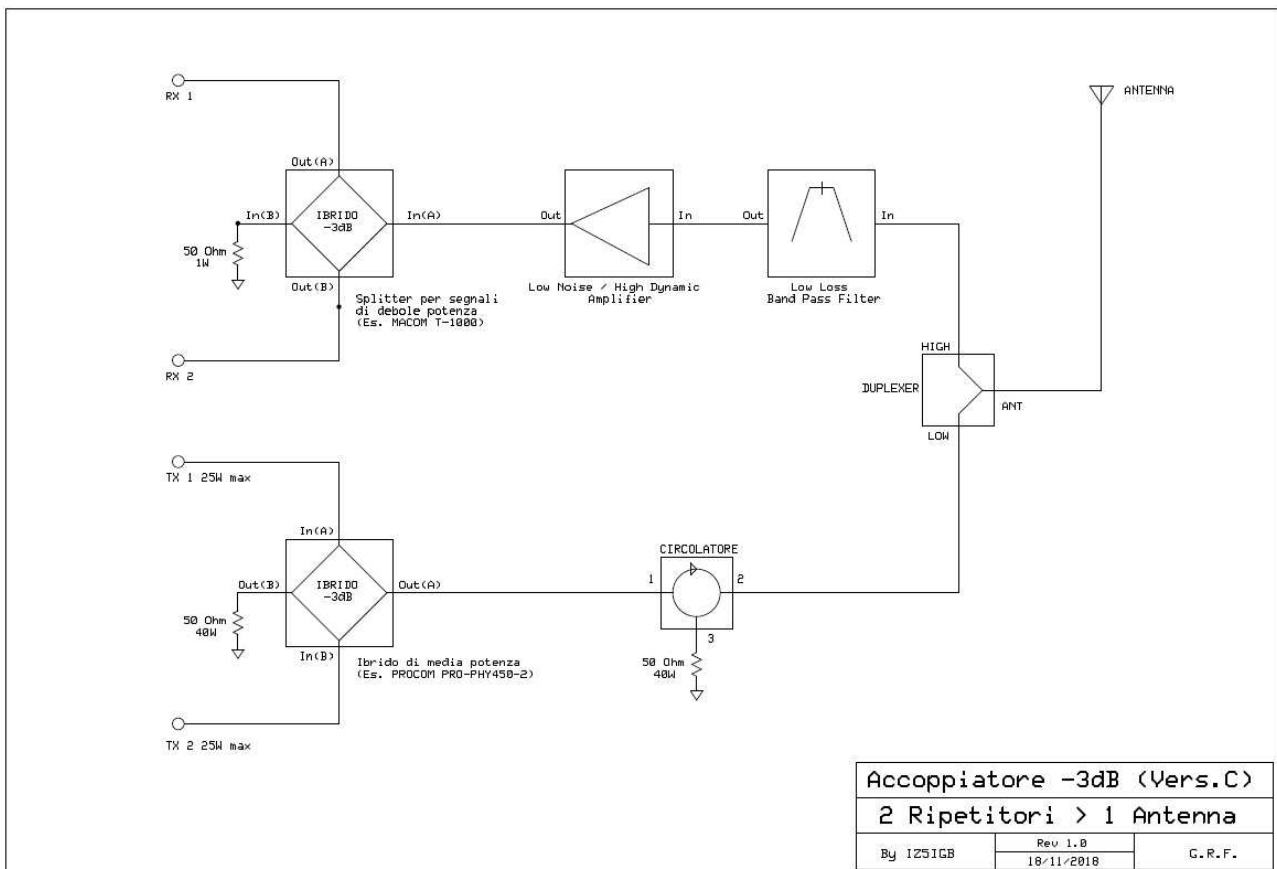 RX 1
Out(A)
In(B)
IBRIDO
-3dB
In(A)
50 Ohm
1W
Out(B)
Splitter per segnali
di debole potenza
(Es. MACOM T-1000)
RX 2
Out
In
Low Noise / High Dynamic
Amplifier
Out
In
Low Loss
Band Pass Filter
ANTENNA
HIGH
DUPLEXER
ANT
LOW
TX 1 25W max
In(A)
Out(B)
IBRIDO
-3dB
Out(A)
50 Ohm
40W
In(B)
Ibrido di media potenza
(Es. PROCOM PRO-PHY450-2)
TX 2 25W max
CIRCOLATORE
1
2
3
50 Ohm
40W
Accoppiatore -3dB (Vers.C)
2 Ripetitori > 1 Antenna
By IZ5IGB
Rev 1.0
18/11/2018
G.R.F.